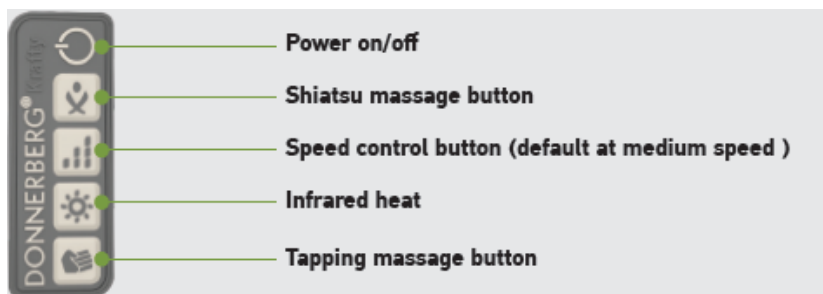 DONNERBERG® Krafty
Power on/off
Shiatsu massage button
Speed control button (default at medium speed )
Infrared heat
Tapping massage button